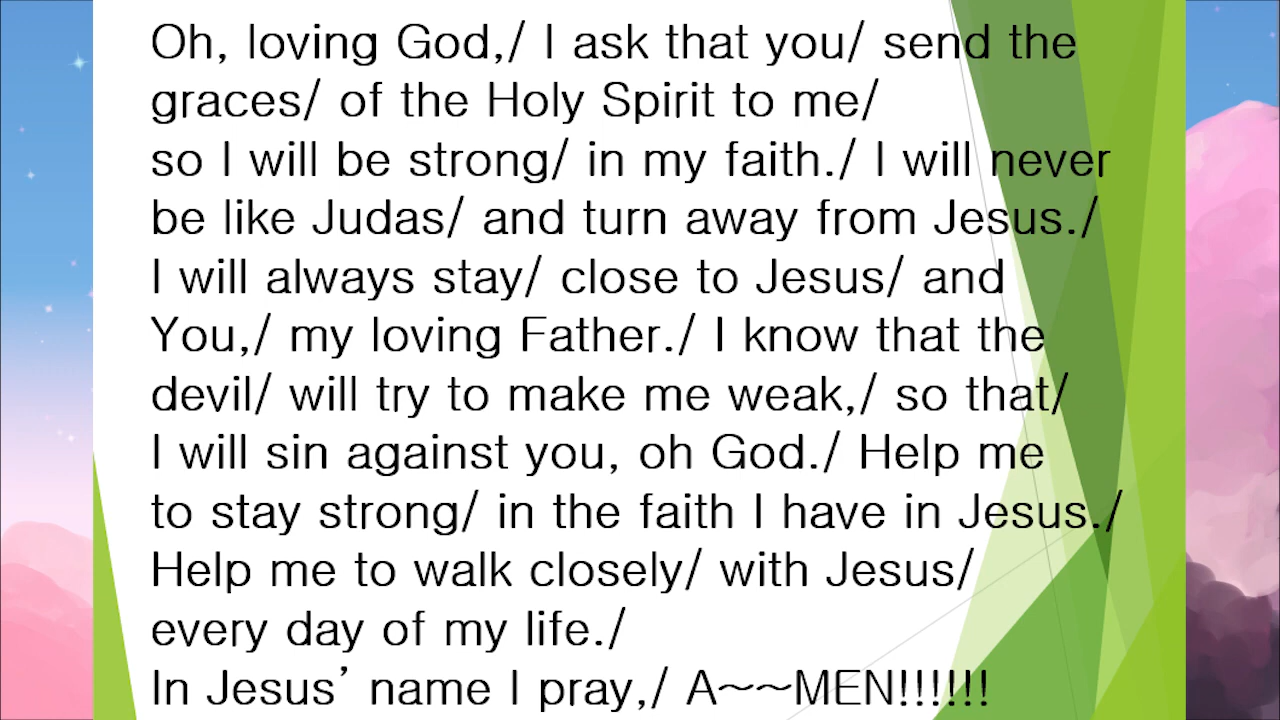 Oh, loving God,/ I ask that you/ send the
graces/ of the Holy Spirit to me/
so I will be strong/ in my faith./ I will never
be like Judas/ and turn away from Jesus./
I will always stay/ close to Jesus/ and
You,/ my loving Father./ I know that the
devil/ will try to make me weak,/ so that/
I will sin against you, oh God./ Help me
to stay strong/ in the faith I have in Jesus./
Help me to walk closely/ with Jesus/
every day of my life./
In Jesus’ name I pray,/ A~~MEN!!!!!!